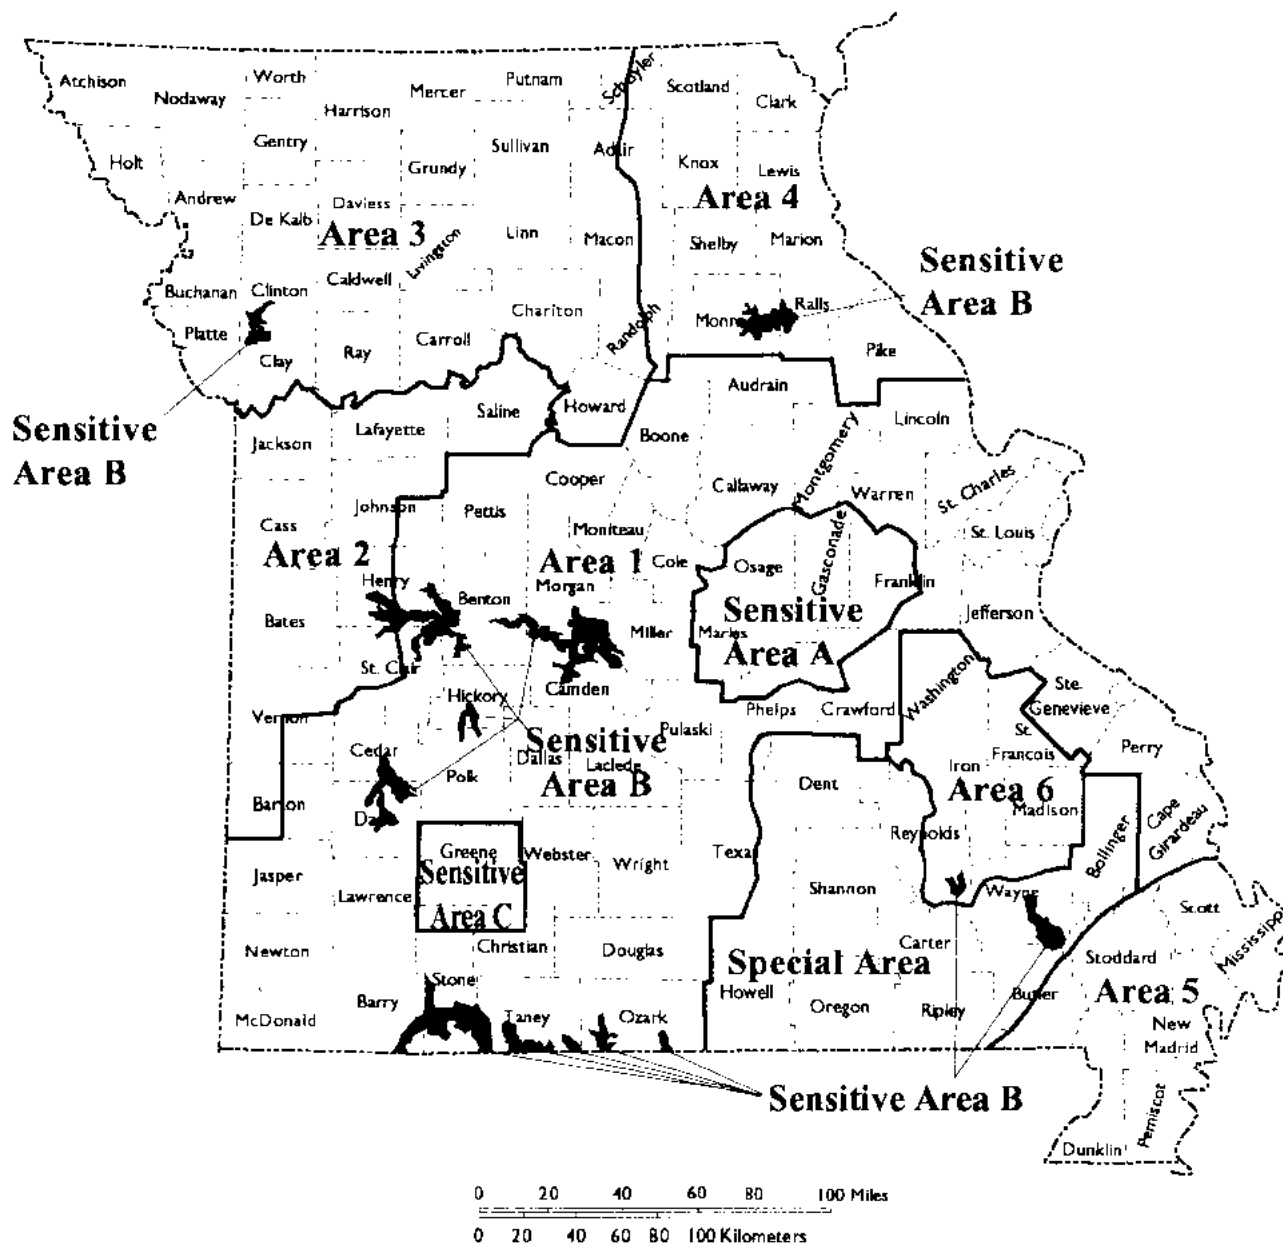 Atchison
Nodaway
Worth
Harrison
Mercer
Putnam
Schuyler
Scotland
Clark
Holt
Gentry
Grundy
Sullivan
Adair
Knox
Lewis
Area 4
Andrew
De Kalb
Daviess
Area 3
Livingston
Linn
Macon
Shelby
Marion
Buchanan
Clinton
Caldwell
Chariton
Randolph
Monr
Ralls
Sensitive
Area B
Platte
Clay
Ray
Carroll
Pike
Audrain
Sensitive
Area B
Jackson
Lafayette
Saline
Howard
Boone
Lincoln
Montgomery
Cooper
Callaway
Warren
St. Charles
Johnson
Pettis
Cass
Moniteau
St. Louis
Area 2
Area 1
Cole
Osage
Gasconade
Franklin
Henry
Benton
Morgan
Sensitive
Area A
Jefferson
Bates
Miller
Maries
St. Clair
Camden
Hickory
Washington
Ste.
Genevieve
Vernon
Phelps
Crawford
Pulaski
St.
Francois
Perry
Cedar
Sensitive
Area B
Polk
Dallas
Laclede
Dent
Iron
Area 6
Madison
Barton
Da
Reynolds
Bollinger
Cape
Girardeau
Greene
Sensitive
Area C
Webster
Wright
Texa
Jasper
Lawrence
Shannon
Wayne
Scott
Mississippi
Newton
Christian
Douglas
Carter
Stoddard
Special Area
Howell
Area 5
Stone
Barry
McDonald
Taney
Ozark
Oregon
Ripley
Butler
New
Madrid
Sensitive Area B
Pemiscot
Dunklin
0 20 40 60 80 100 Miles
0 20 40 60 80 100 Kilometers